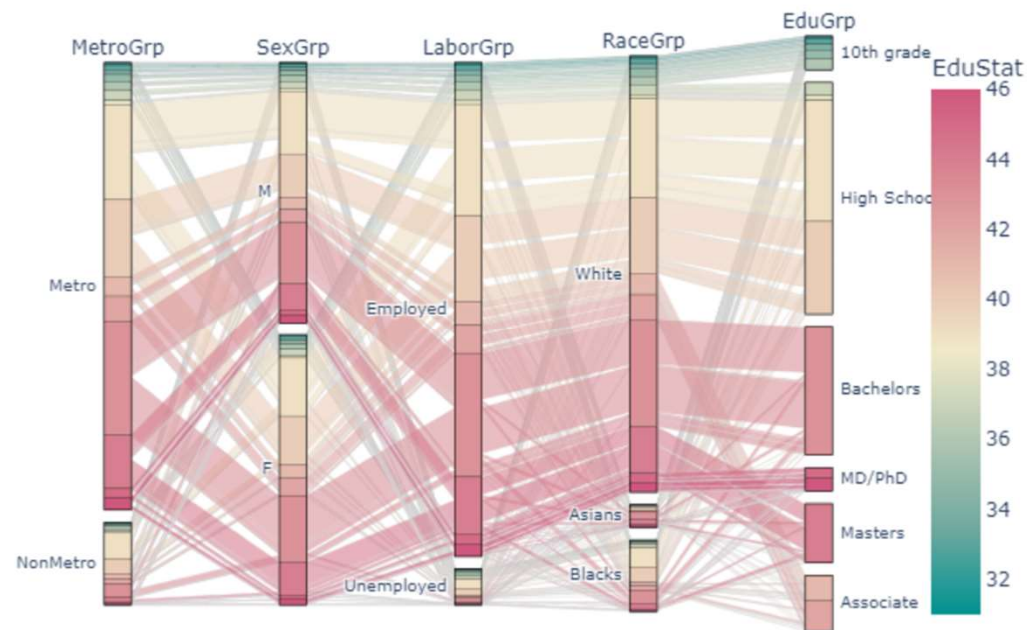 MetroGrp
SexGrp
LaborGrp
RaceGrp
EduGrp
Metro
NonMetro
M
F
Employed
Unemployed
White
Asians
Blacks
10th grade
High Schoo
Bachelors
MD/PhD
Masters
Associate
EduStat
46
44
42
40
38
36
34
32